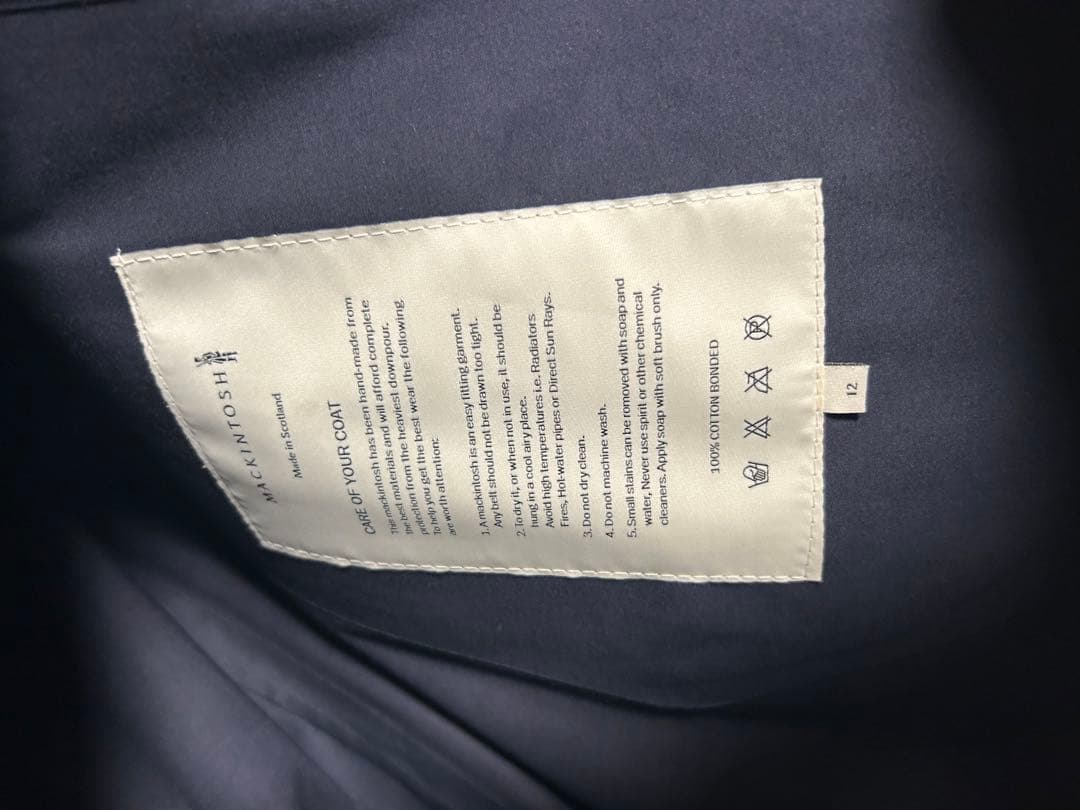 MACKINTOSH
Made in Scotland
CARE OF YOUR COAT
This mackintosh has been hand-made from
the best materials and will afford complete
protection from the heaviest downpour.
To help you get the best wear the following
are worth attention:
1. A mackintosh is an easy fitting garment.
Any belt should not be drawn too tight.
2. To dry it, or when not in use, it should be
hung in a cool airy place.
Avoid high temperatures i.e. Radiators
Fires, Hot-water pipes or Direct Sun Rays.
3. Do not dry clean.
4. Do not machine wash.
5. Small stains can be removed with soap and
water, Never use spirit or other chemical
cleaners. Apply soap with soft brush only.
100% COTTON BONDED
12